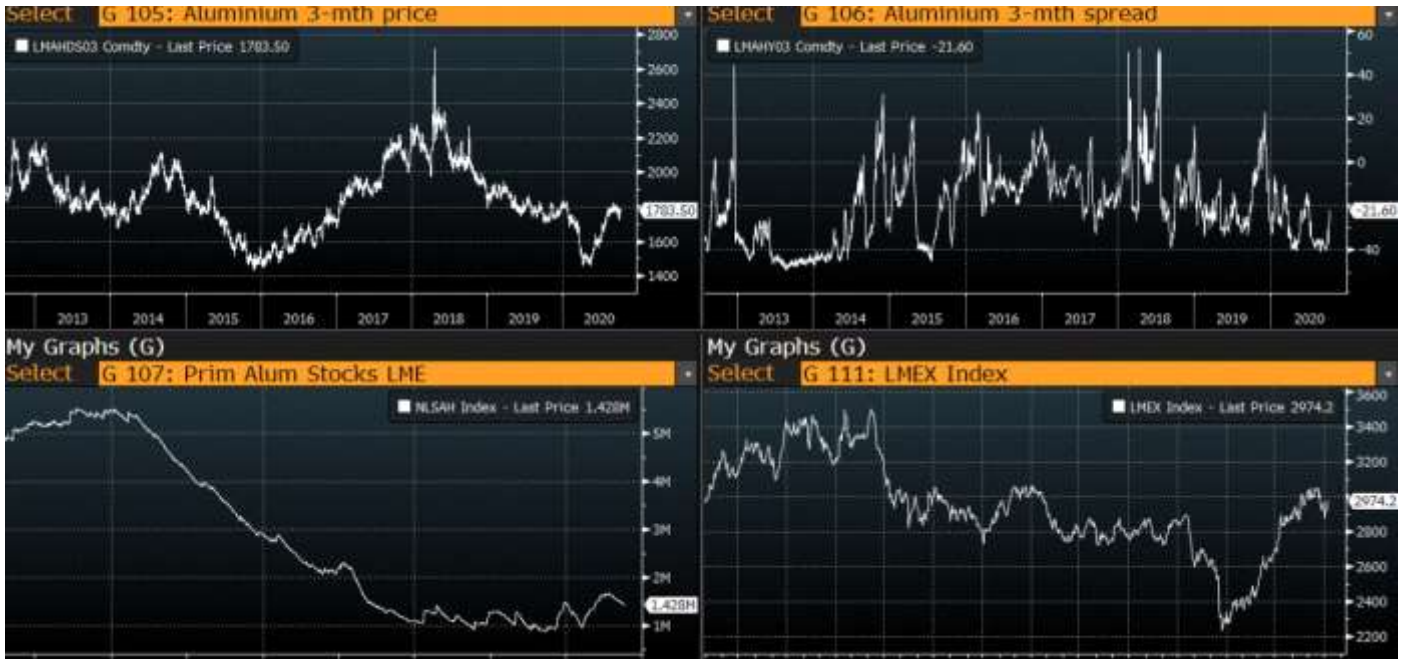 Select G 105: Aluminium 3-mth price
LMAHDS03 Comdty - Last Price 1783.50
2800
2600
2400
2200
2000
1783.50
1600
1400
2013 2014 2015 2016 2017 2018 2019 2020
Select G 106: Aluminium 3-mth spread
LMAHY03 Comdty - Last Price -21.60
60
40
20
0
-21.60
-40
2013 2014 2015 2016 2017 2018 2019 2020
My Graphs (G)
Select G 107: Prim Alum Stocks LME
NLSAH Index - Last Price 1.428M
5M
4M
3M
2M
1.428M
1M
My Graphs (G)
Select G 111: LMEX Index
LMEX Index - Last Price 2974.2
3600
3400
3200
2974.2
2800
2600
2400
2200